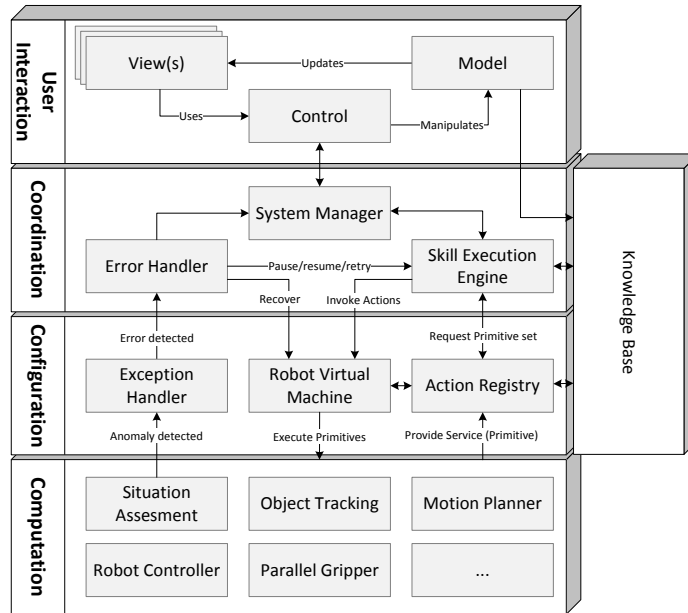 User
Interaction
View(s)
Updates
Model
Uses
Control
Manipulates
Coordination
System Manager
Error Handler
Pause/resume/retry
Skill Execution
Engine
Recover
Invoke Actions
Knowledge Base
Configuration
Error detected
Request Primitive set
Exception
Handler
Robot Virtual
Machine
Action Registry
Anomaly detected
Execute Primitives
Provide Service (Primitive)
Computation
Situation
Assesment
Object Tracking
Motion Planner
Robot Controller
Parallel Gripper
...